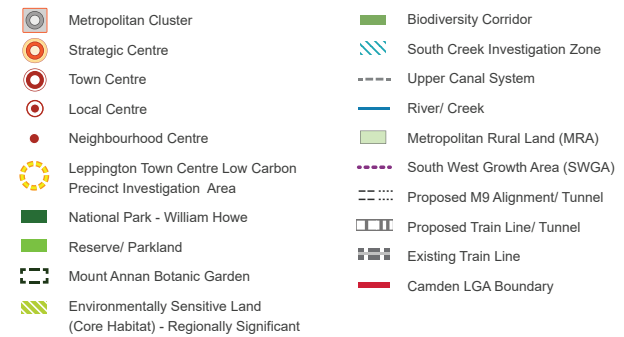 Metropolitan Cluster
Strategic Centre
Town Centre
Local Centre
Neighbourhood Centre
Leppington Town Centre Low Carbon
Precinct Investigation Area
National Park - William Howe
Reserve/ Parkland
Mount Annan Botanic Garden
Environmentally Sensitive Land
(Core Habitat) - Regionally Significant
Biodiversity Corridor
South Creek Investigation Zone
Upper Canal System
River/ Creek
Metropolitan Rural Land (MRA)
South West Growth Area (SWGA)
Proposed M9 Alignment/ Tunnel
Proposed Train Line/ Tunnel
Existing Train Line
Camden LGA Boundary